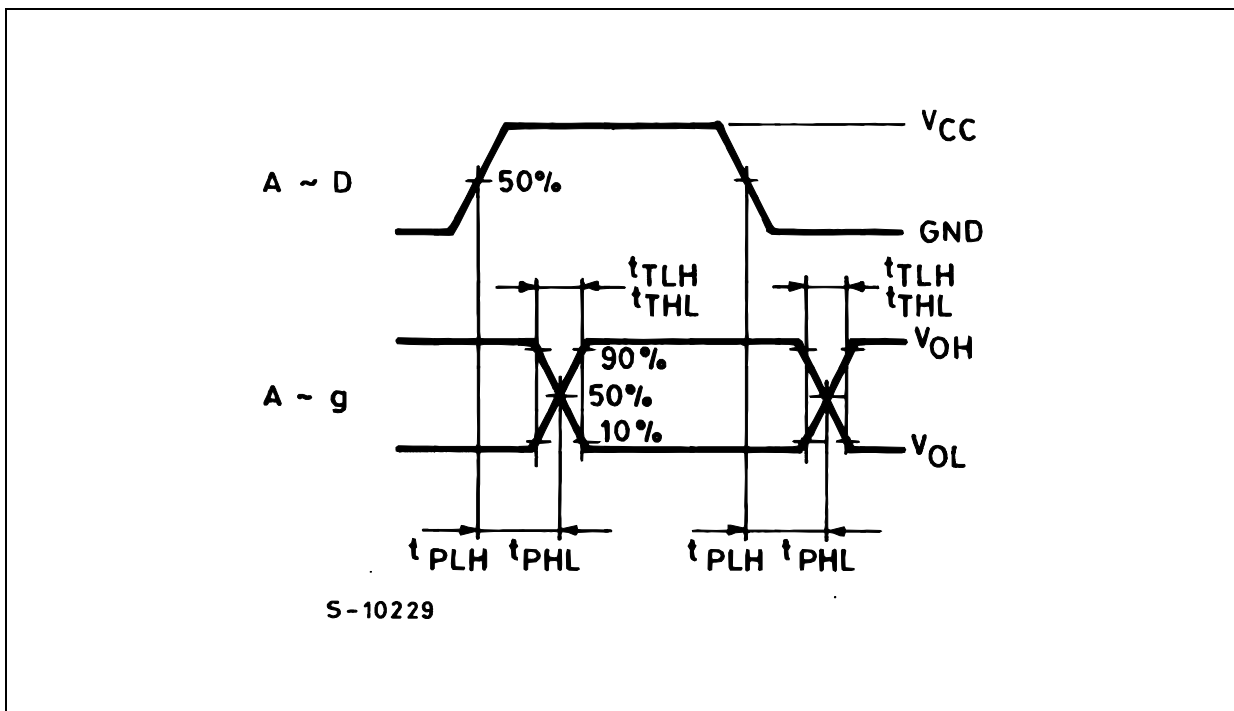 VCC
A ~ D
50%
GND
tTLH
tTHL
tTLH
tTHL
VOH
90%
A ~ g
50%
10%
VOL
tPLH tPHL
tPLH tPHL
S-10229